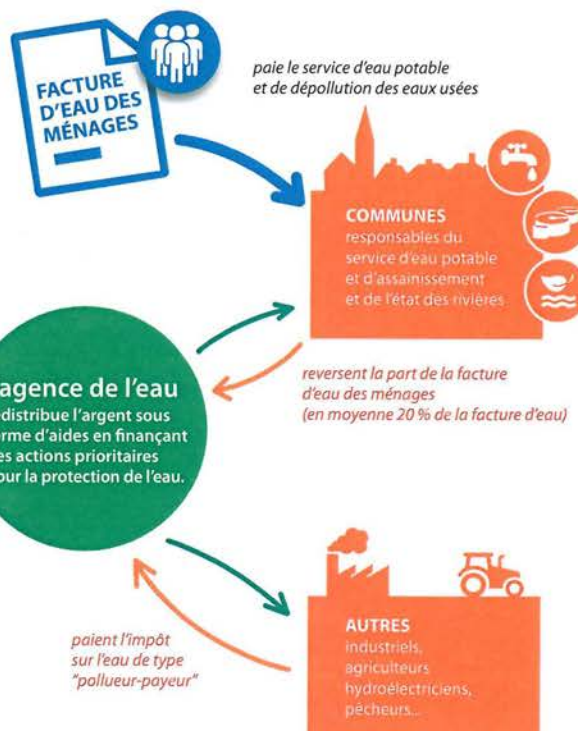 FACTURE
D'EAU DES
MÉNAGES
paie le service d'eau potable
et de dépollution des eaux usées
COMMUNES
responsables du
service d'eau potable
et d'assainissement
et de l'état des rivières
agence de l'eau
distribue l'argent sous
rme d'aides en finançant
es actions prioritaires
our la protection de l'eau.
reversent la part de la facture
d'eau des ménages
(en moyenne 20 % de la facture d'eau)
paient l'impôt
sur l'eau de type
"pollueur-payeur"
AUTRES
industriels,
agriculteurs
hydroélectriciens,
pêcheurs...